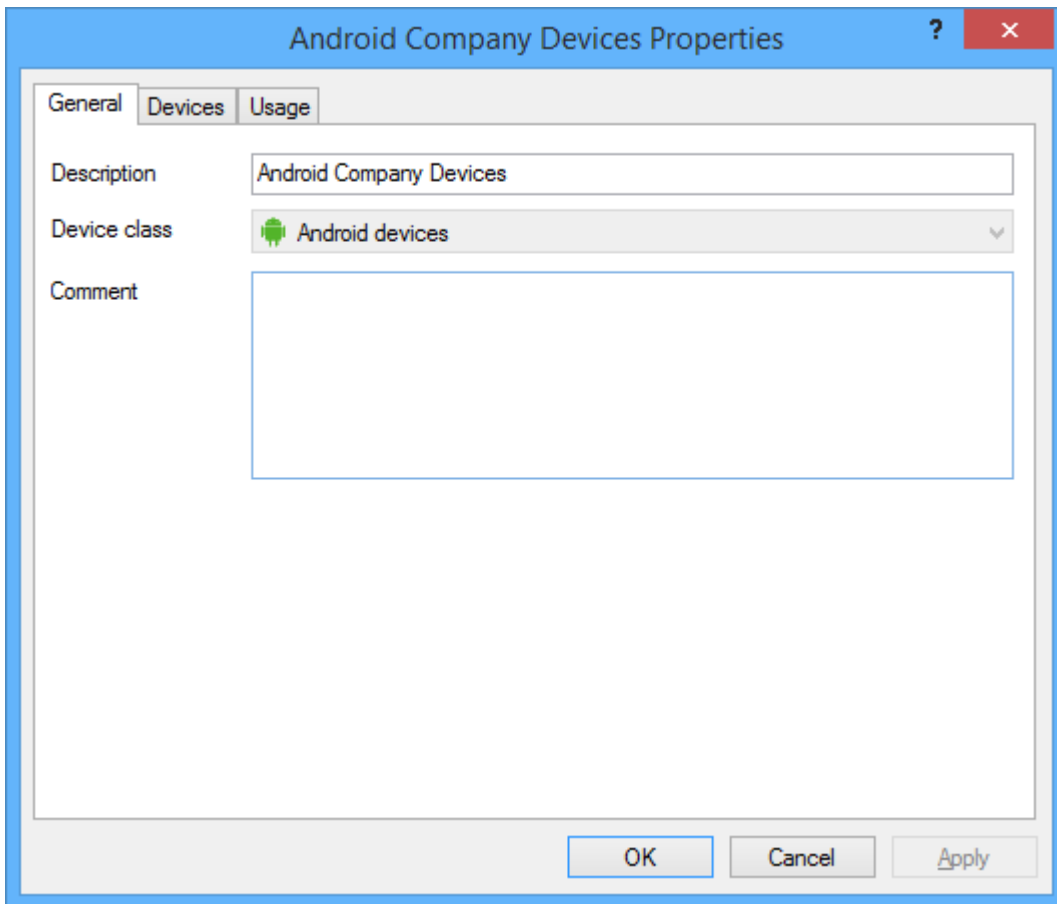 Android Company Devices Properties
?
General Devices Usage
Description Android Company Devices
Device class Android devices
Comment
OK Cancel Apply